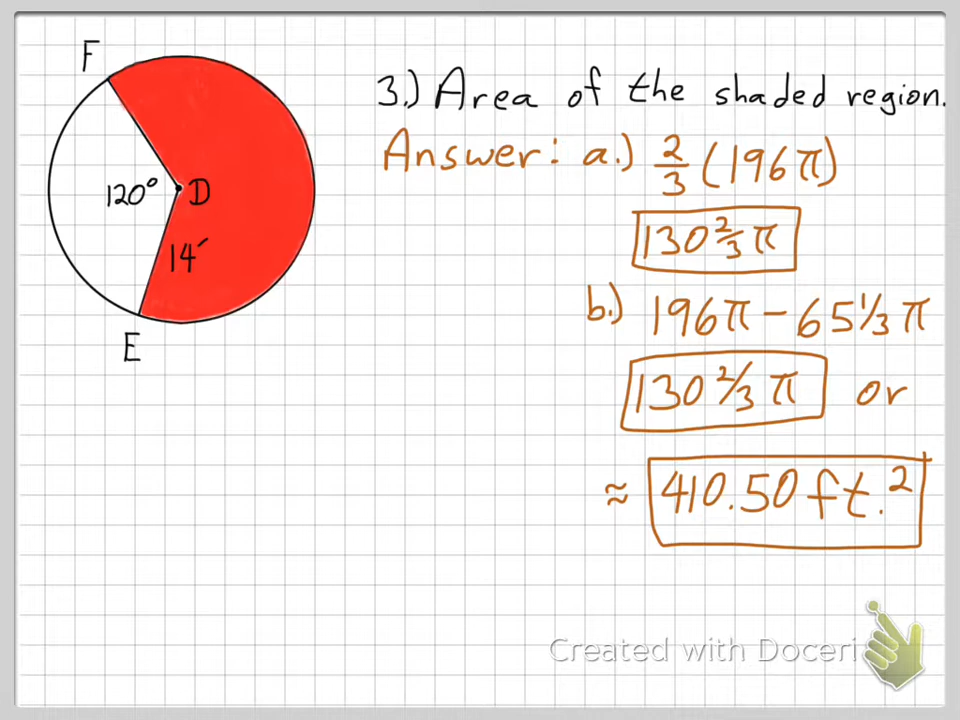 F
120° D
14′
E
3.) Area of the shaded region.
Answer: a.) 2/3 (196π)
130 2/3 π
b.) 196π - 65 1/3 π
130 2/3 π or
≈ 410.50 ft.²
Created with Doceri